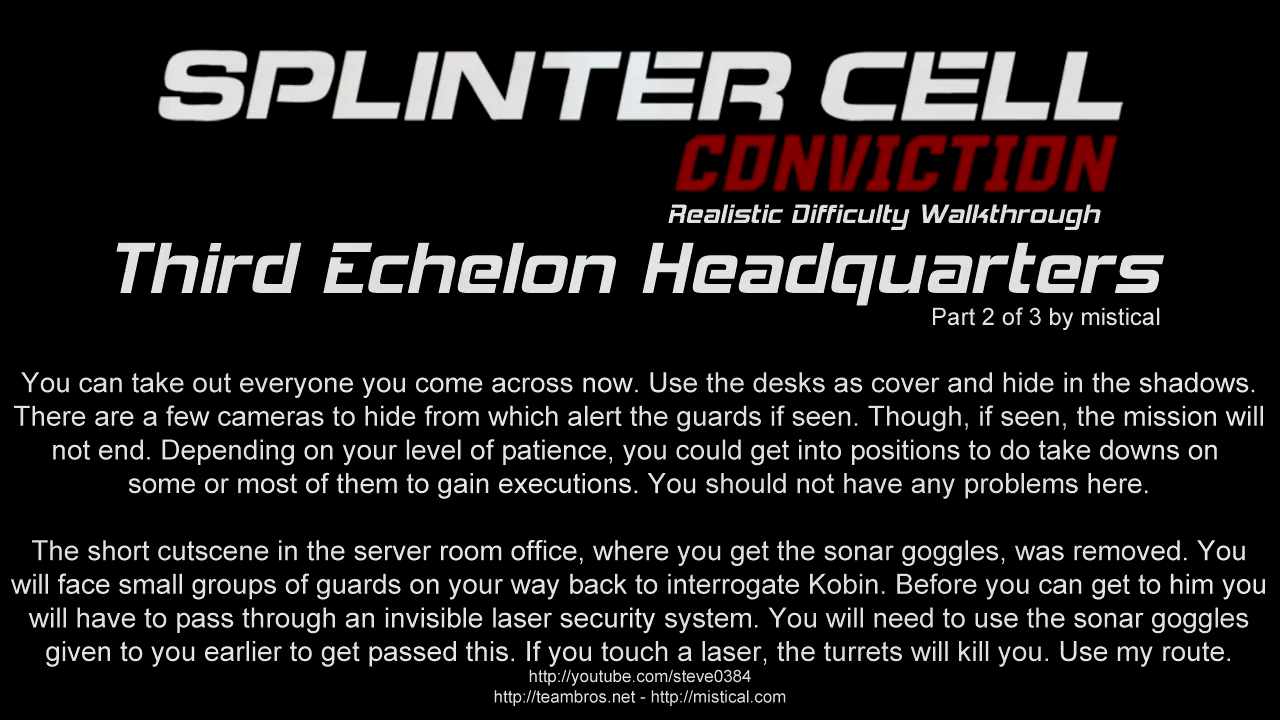 SPLINTER CELL
CONVICTION
Realistic Difficulty Walkthrough
Third Echelon Headquarters
Part 2 of 3 by mistical
You can take out everyone you come across now. Use the desks as cover and hide in the shadows.
There are a few cameras to hide from which alert the guards if seen. Though, if seen, the mission will
not end. Depending on your level of patience, you could get into positions to do take downs on
some or most of them to gain executions. You should not have any problems here.
The short cutscene in the server room office, where you get the sonar goggles, was removed. You
will face small groups of guards on your way back to interrogate Kobin. Before you can get to him you
will have to pass through an invisible laser security system. You will need to use the sonar goggles
given to you earlier to get passed this. If you touch a laser, the turrets will kill you. Use my route.
http://youtube.com/steve0384
http://teambros.net - http://mistical.com